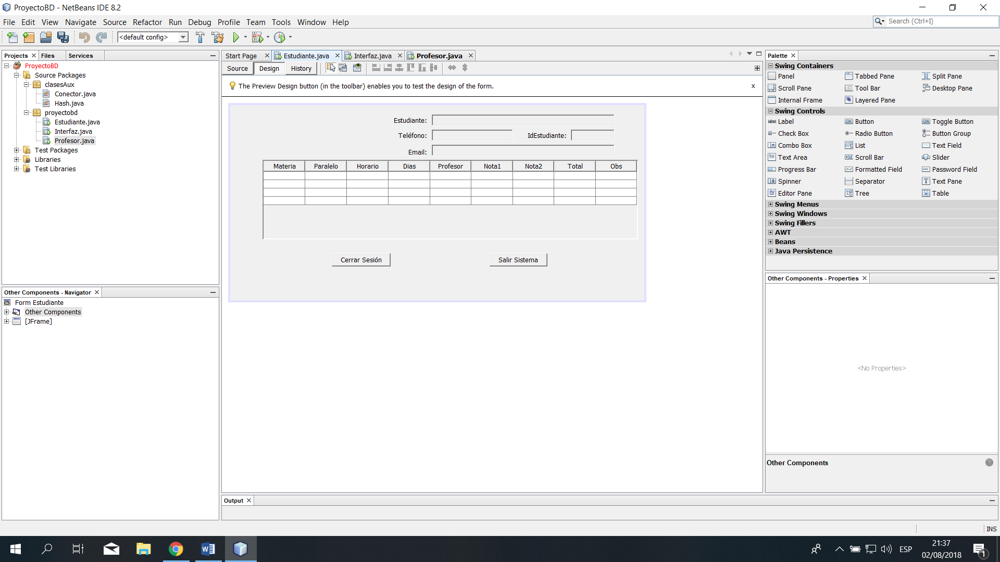 ProyectoBD - NetBeans IDE 8.2
File Edit View Navigate Source Refactor Run Debug Profile Team Tools Window Help
Search (Ctrl+I)
<default config>
Projects Files Services
ProyectoBD
Source Packages
clasesAux
Conector.java
Hash.java
proyectobd
Estudiante.java
Interfaz.java
Profesor.java
Test Packages
Libraries
Test Libraries
Other Components - Navigator
Form Estudiante
Other Components
[JFrame]
Start Page Estudiante.java Interfaz.java Profesor.java
Source Design History
The Preview Design button (in the toolbar) enables you to test the design of the form.
x
Estudiante:
Teléfono: IdEstudiante:
Email:
Materia Paralelo Horario Dias Profesor Nota1 Nota2 Total Obs
Cerrar Sesión Salir Sistema
Output
Palette
Swing Containers
Panel Tabbed Pane Split Pane
Scroll Pane Tool Bar Desktop Pane
Internal Frame Layered Pane
Swing Controls
label Label OK Button ON Toggle Button
Check Box Radio Button Button Group
Combo Box List Text Field
Text Area Scroll Bar Slider
Progress Bar Formatted Field Password Field
Spinner Separator T Text Pane
Editor Pane Tree Table
Swing Menus
Swing Windows
Swing Fillers
AWT
Beans
Java Persistence
Other Components - Properties
<No Properties>
Other Components
INS
ESP
21:37
02/08/2018
1